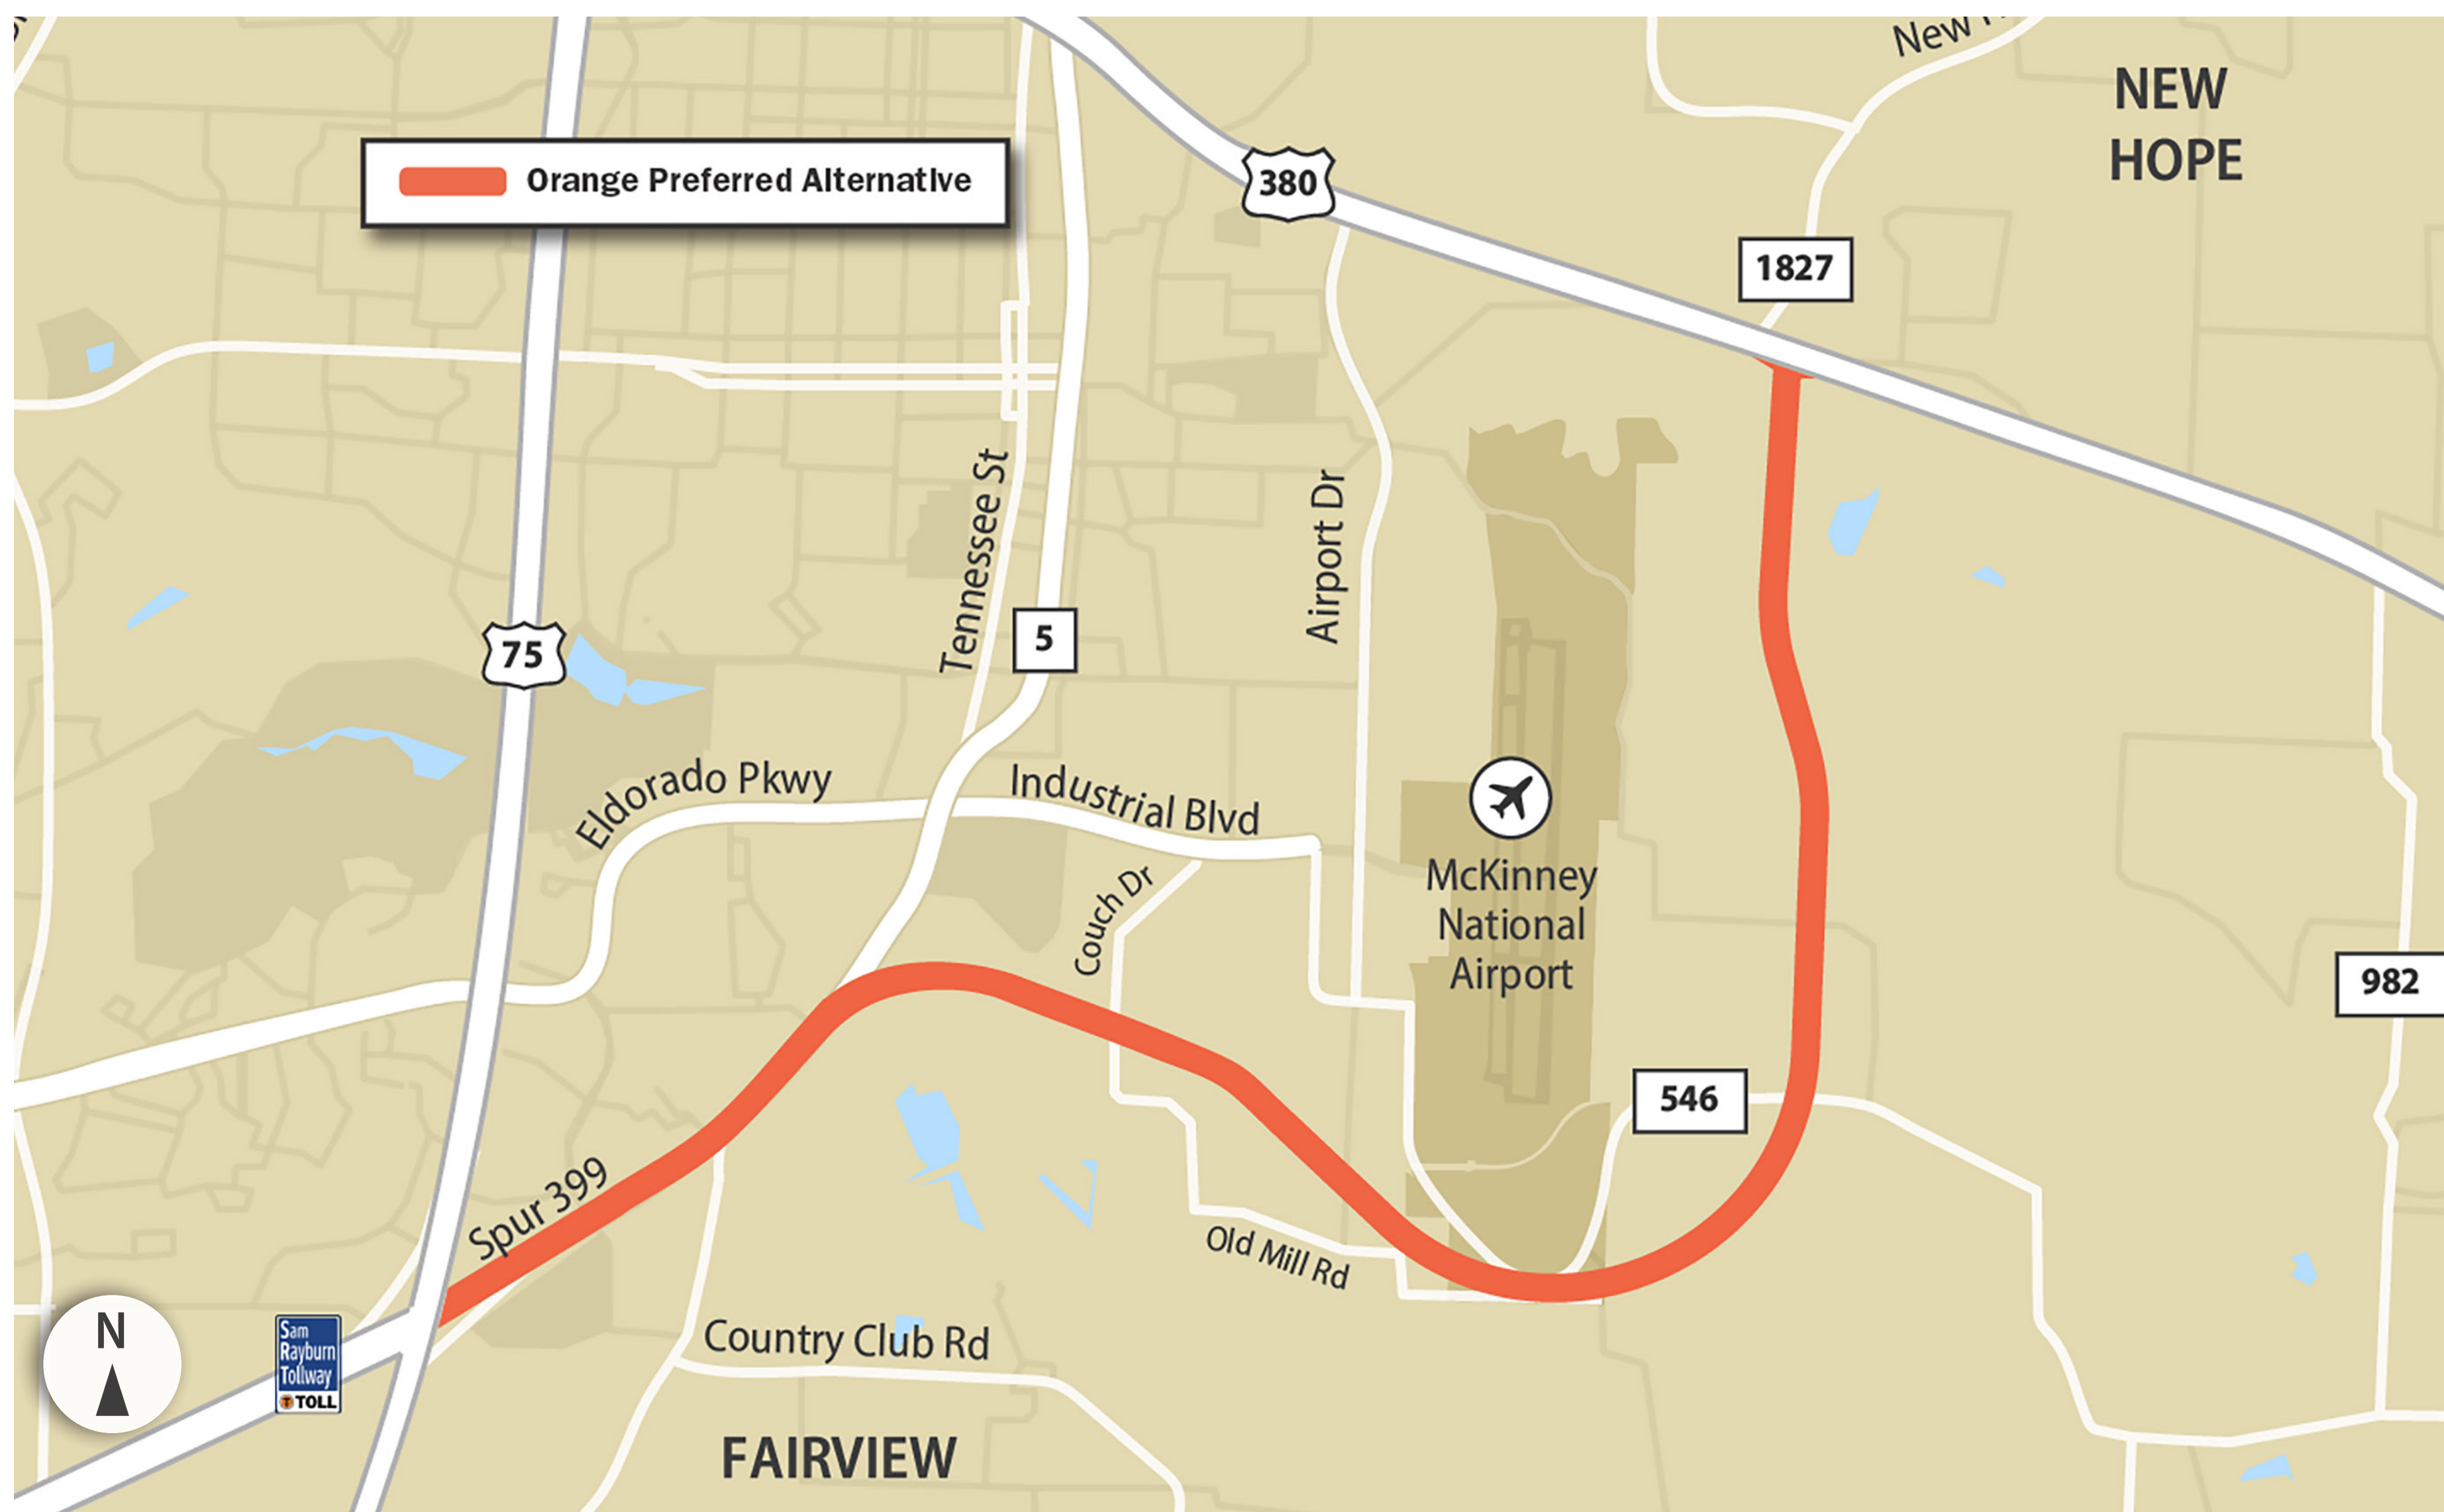 New
NEW
HOPE
Orange Preferred Alternative
380
1827
Tennessee St
Airport Dr
5
75
Eldorado Pkwy
Industrial Blvd
McKinney
National
Airport
Couch Dr
982
546
Spur 399
Old Mill Rd
N
Sam
Rayburn
Tollway
TOLL
Country Club Rd
FAIRVIEW